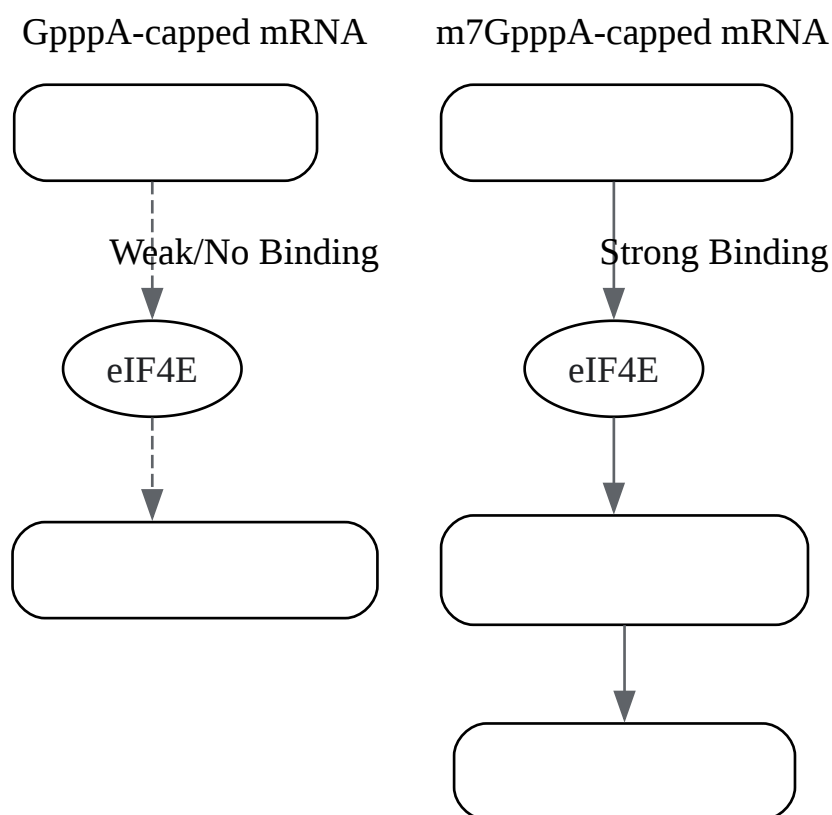 GpppA-capped mRNA
m7GpppA-capped mRNA
Weak/No Binding
Strong Binding
eIF4E
eIF4E